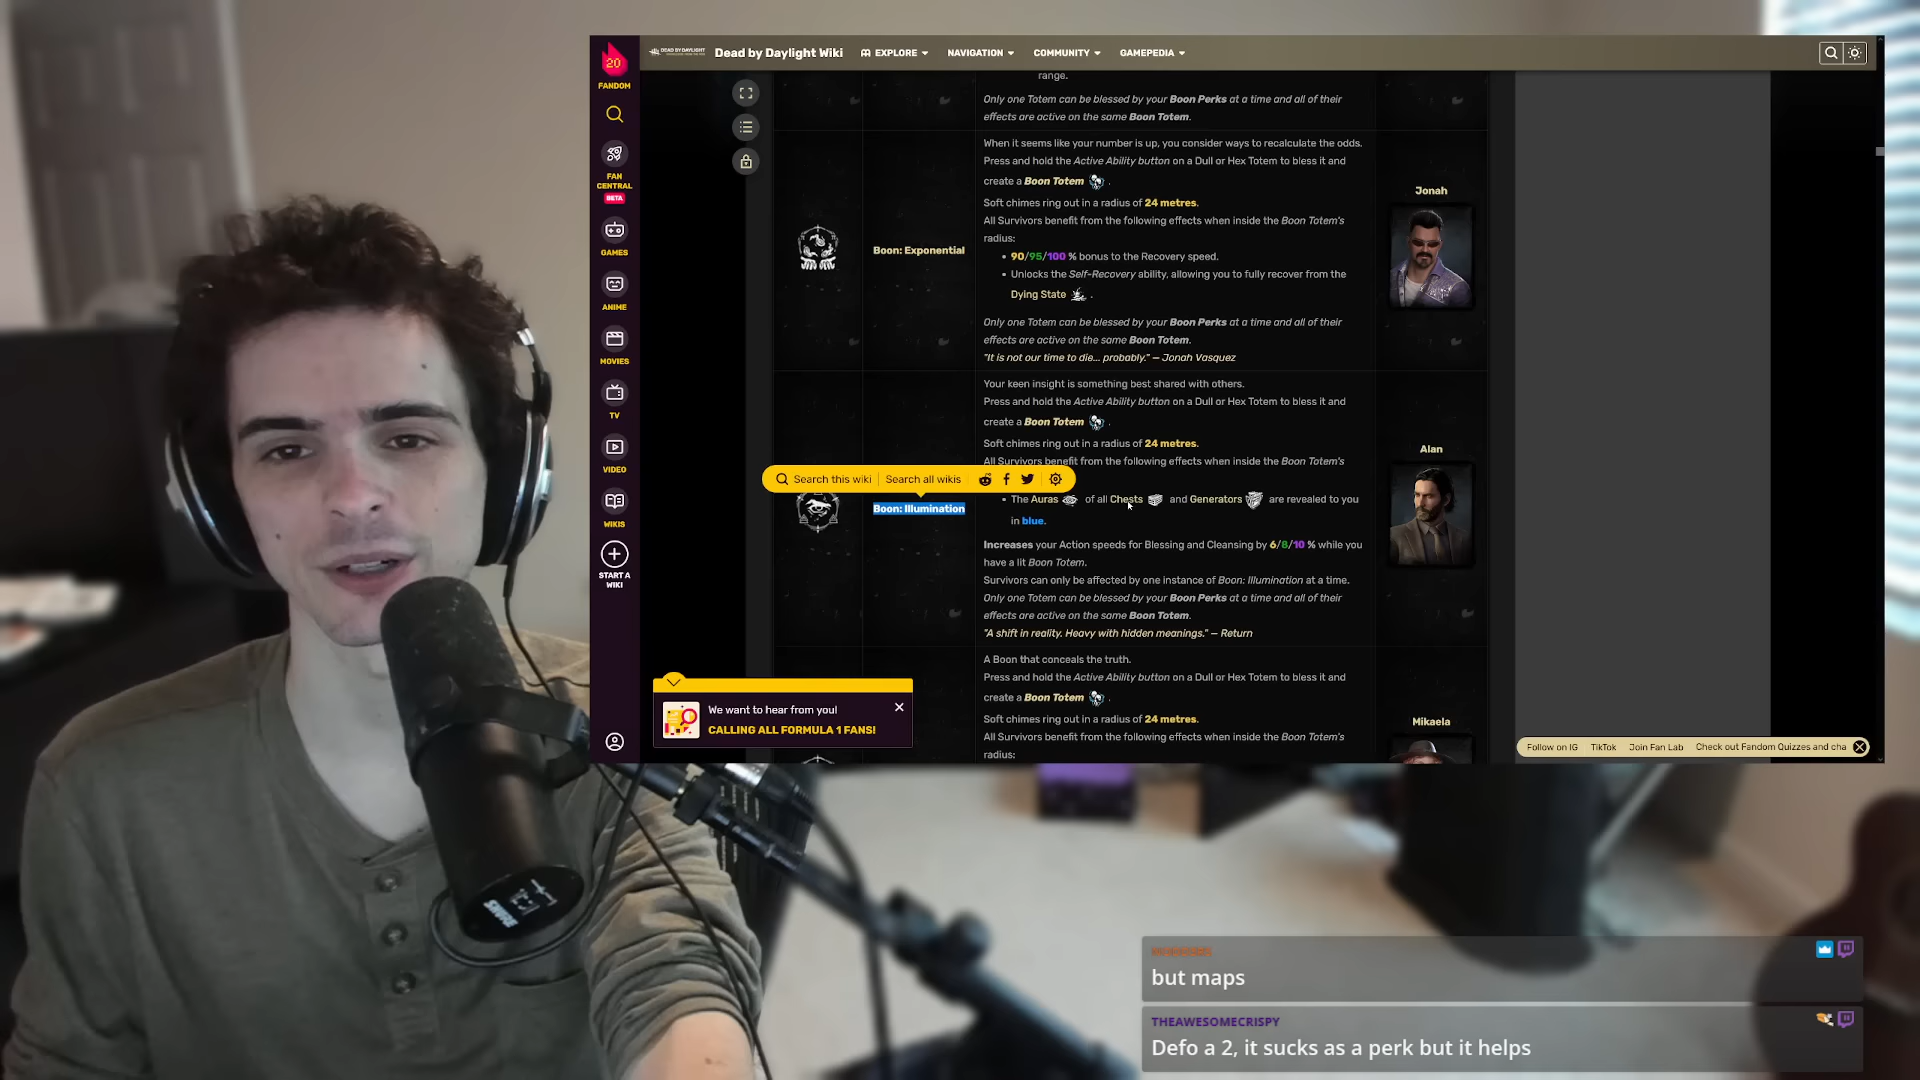 20
FANDOM
FAN
CENTRAL
BETA
GAMES
ANIME
MOVIES
TV
VIDEO
WIKIS
START A
WIKI
DEAD BY DAYLIGHT
Dead by Daylight Wiki
EXPLORE
NAVIGATION
COMMUNITY
GAMEPEDIA
range.
Only one Totem can be blessed by your Boon Perks at a time and all of their
effects are active on the same Boon Totem.
Boon: Exponential
When it seems like your number is up, you consider ways to recalculate the odds.
Press and hold the Active Ability button on a Dull or Hex Totem to bless it and
create a Boon Totem .
Soft chimes ring out in a radius of 24 metres.
All Survivors benefit from the following effects when inside the Boon Totem's
radius:
• 90/95/100 % bonus to the Recovery speed.
• Unlocks the Self-Recovery ability, allowing you to fully recover from the
Dying State .
Only one Totem can be blessed by your Boon Perks at a time and all of their
effects are active on the same Boon Totem.
"It is not our time to die... probably." — Jonah Vasquez
Jonah
Search this wiki
Search all wikis
Boon: Illumination
Your keen insight is something best shared with others.
Press and hold the Active Ability button on a Dull or Hex Totem to bless it and
create a Boon Totem .
Soft chimes ring out in a radius of 24 metres.
All Survivors benefit from the following effects when inside the Boon Totem's
• The Auras of all Chests and Generators are revealed to you
in blue.
Increases your Action speeds for Blessing and Cleansing by 6/8/10 % while you
have a lit Boon Totem.
Survivors can only be affected by one instance of Boon: Illumination at a time.
Only one Totem can be blessed by your Boon Perks at a time and all of their
effects are active on the same Boon Totem.
"A shift in reality. Heavy with hidden meanings." — Return
Alan
A Boon that conceals the truth.
Press and hold the Active Ability button on a Dull or Hex Totem to bless it and
create a Boon Totem .
Soft chimes ring out in a radius of 24 metres.
All Survivors benefit from the following effects when inside the Boon Totem's
radius:
Mikaela
We want to hear from you!
CALLING ALL FORMULA 1 FANS!
Follow on IG
TikTok
Join Fan Lab
Check out Fandom Quizzes and cha
but maps
THEAWESOMECRISPY
Defo a 2, it sucks as a perk but it helps